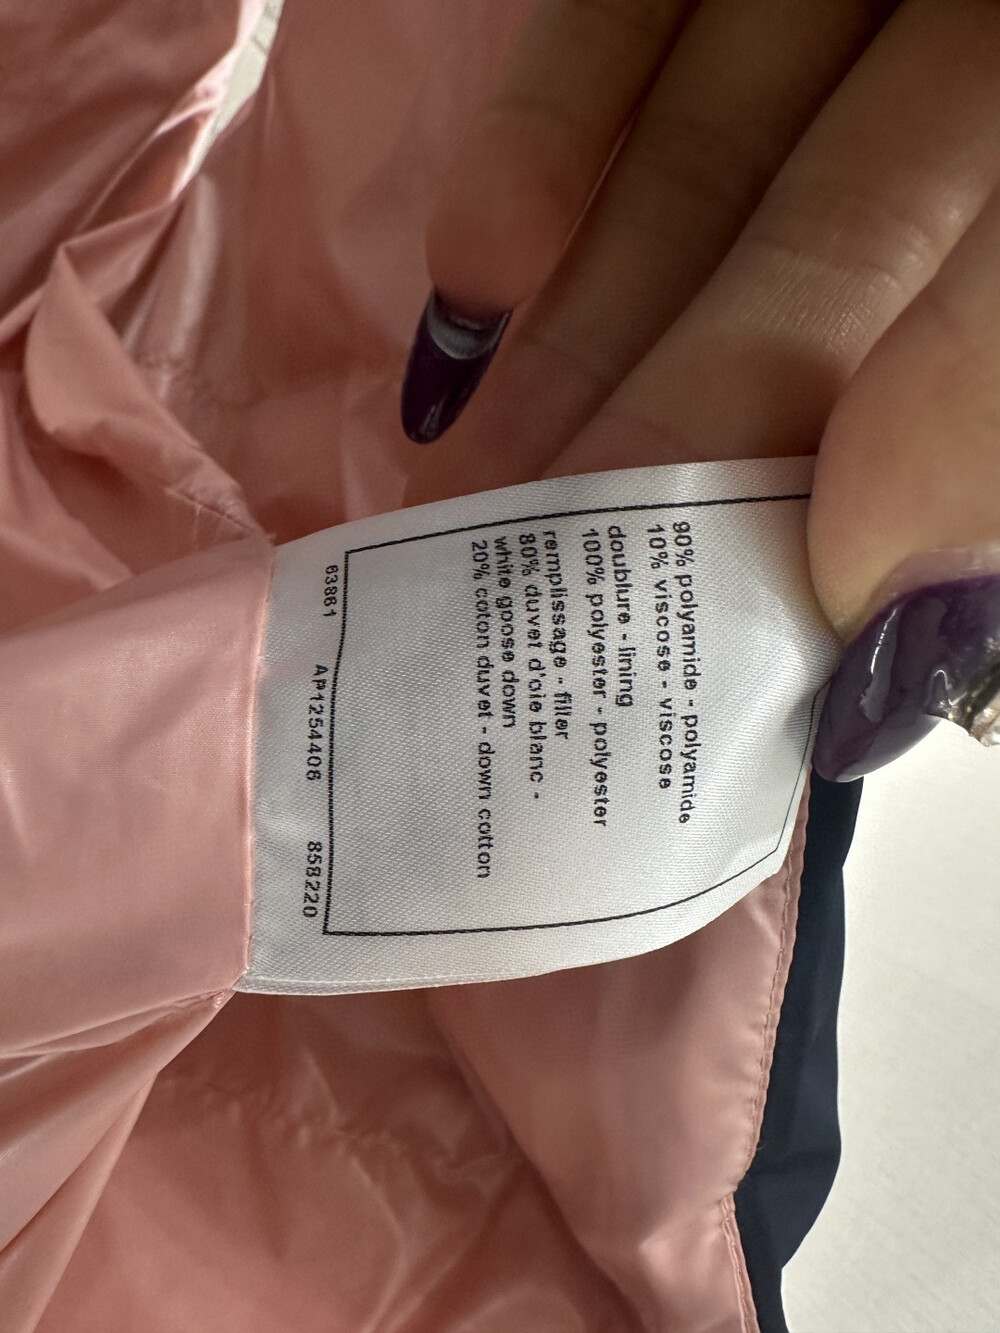 90% polyamide - polyamide
10% viscose - viscose
doublure - lining
100% polyester - polyester
remplissage - filler
80% duvet d'oie blanc -
white goose down
20% coton duvet - down cotton
63861 AP1254406 858220